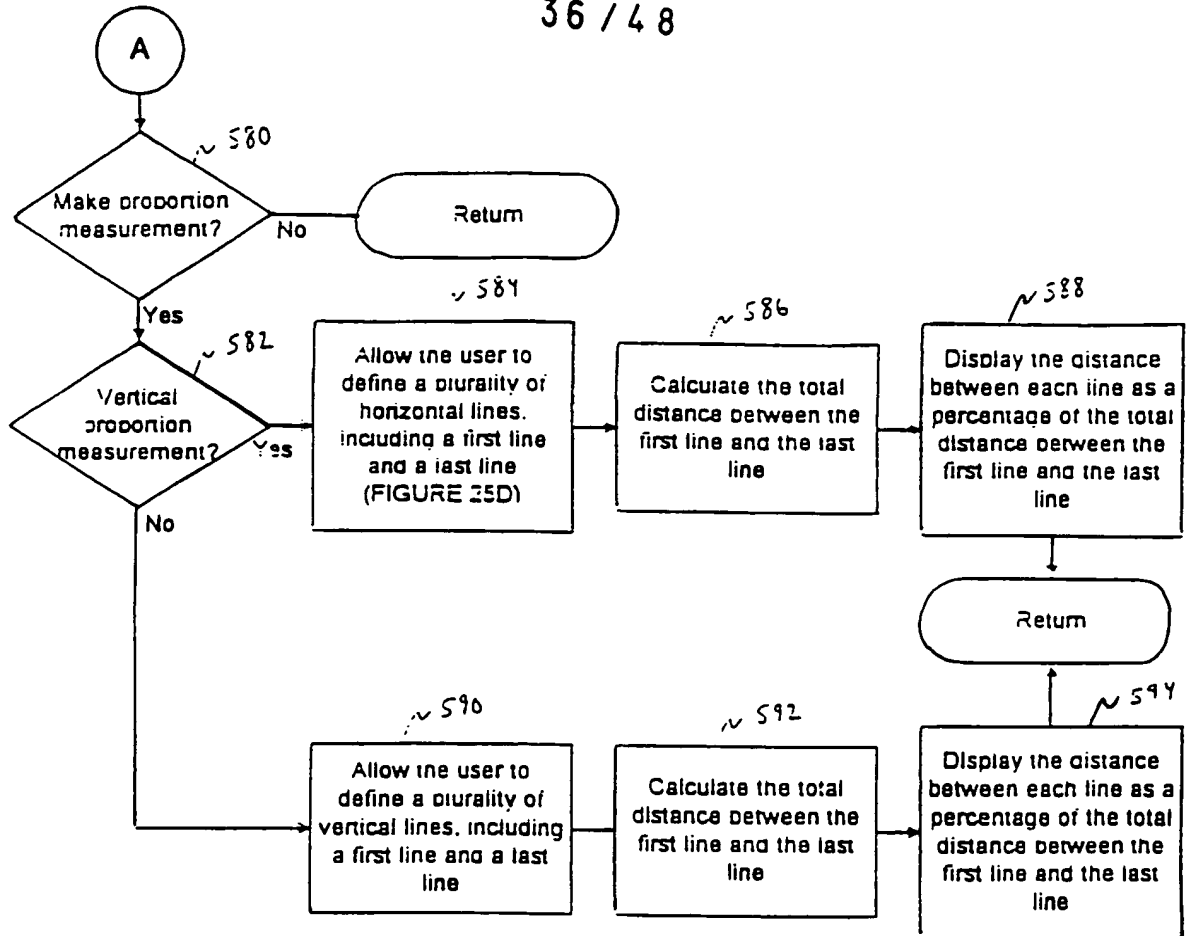 36/48
A
580
Make proportion
measurement?
No
Return
Yes
582
Vertical
proportion
measurement?
Yes
No
584
Allow the user to
define a plurality of
horizontal lines,
including a first line
and a last line
(FIGURE 25D)
586
Calculate the total
distance between the
first line and the last
line
588
Display the distance
between each line as a
percentage of the total
distance between the
first line and the last
line
Return
590
Allow the user to
define a plurality of
vertical lines, including
a first line and a last
line
592
Calculate the total
distance between the
first line and the last
line
594
Display the distance
between each line as a
percentage of the total
distance between the
first line and the last
line